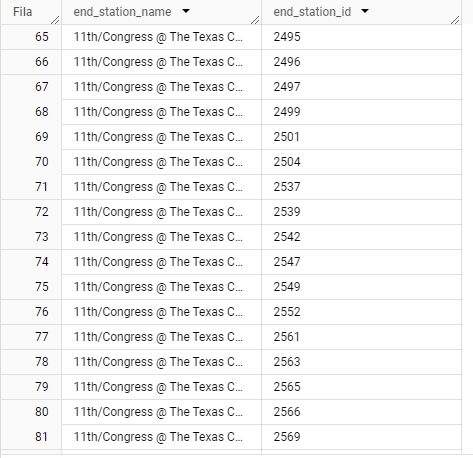 Fila end_station_name end_station_id
65 11th/Congress @ The Texas C... 2495
66 11th/Congress @ The Texas C... 2496
67 11th/Congress @ The Texas C... 2497
68 11th/Congress @ The Texas C... 2499
69 11th/Congress @ The Texas C... 2501
70 11th/Congress @ The Texas C... 2504
71 11th/Congress @ The Texas C... 2537
72 11th/Congress @ The Texas C... 2539
73 11th/Congress @ The Texas C... 2542
74 11th/Congress @ The Texas C... 2547
75 11th/Congress @ The Texas C... 2549
76 11th/Congress @ The Texas C... 2552
77 11th/Congress @ The Texas C... 2561
78 11th/Congress @ The Texas C... 2563
79 11th/Congress @ The Texas C... 2565
80 11th/Congress @ The Texas C... 2566
81 11th/Congress @ The Texas C... 2569